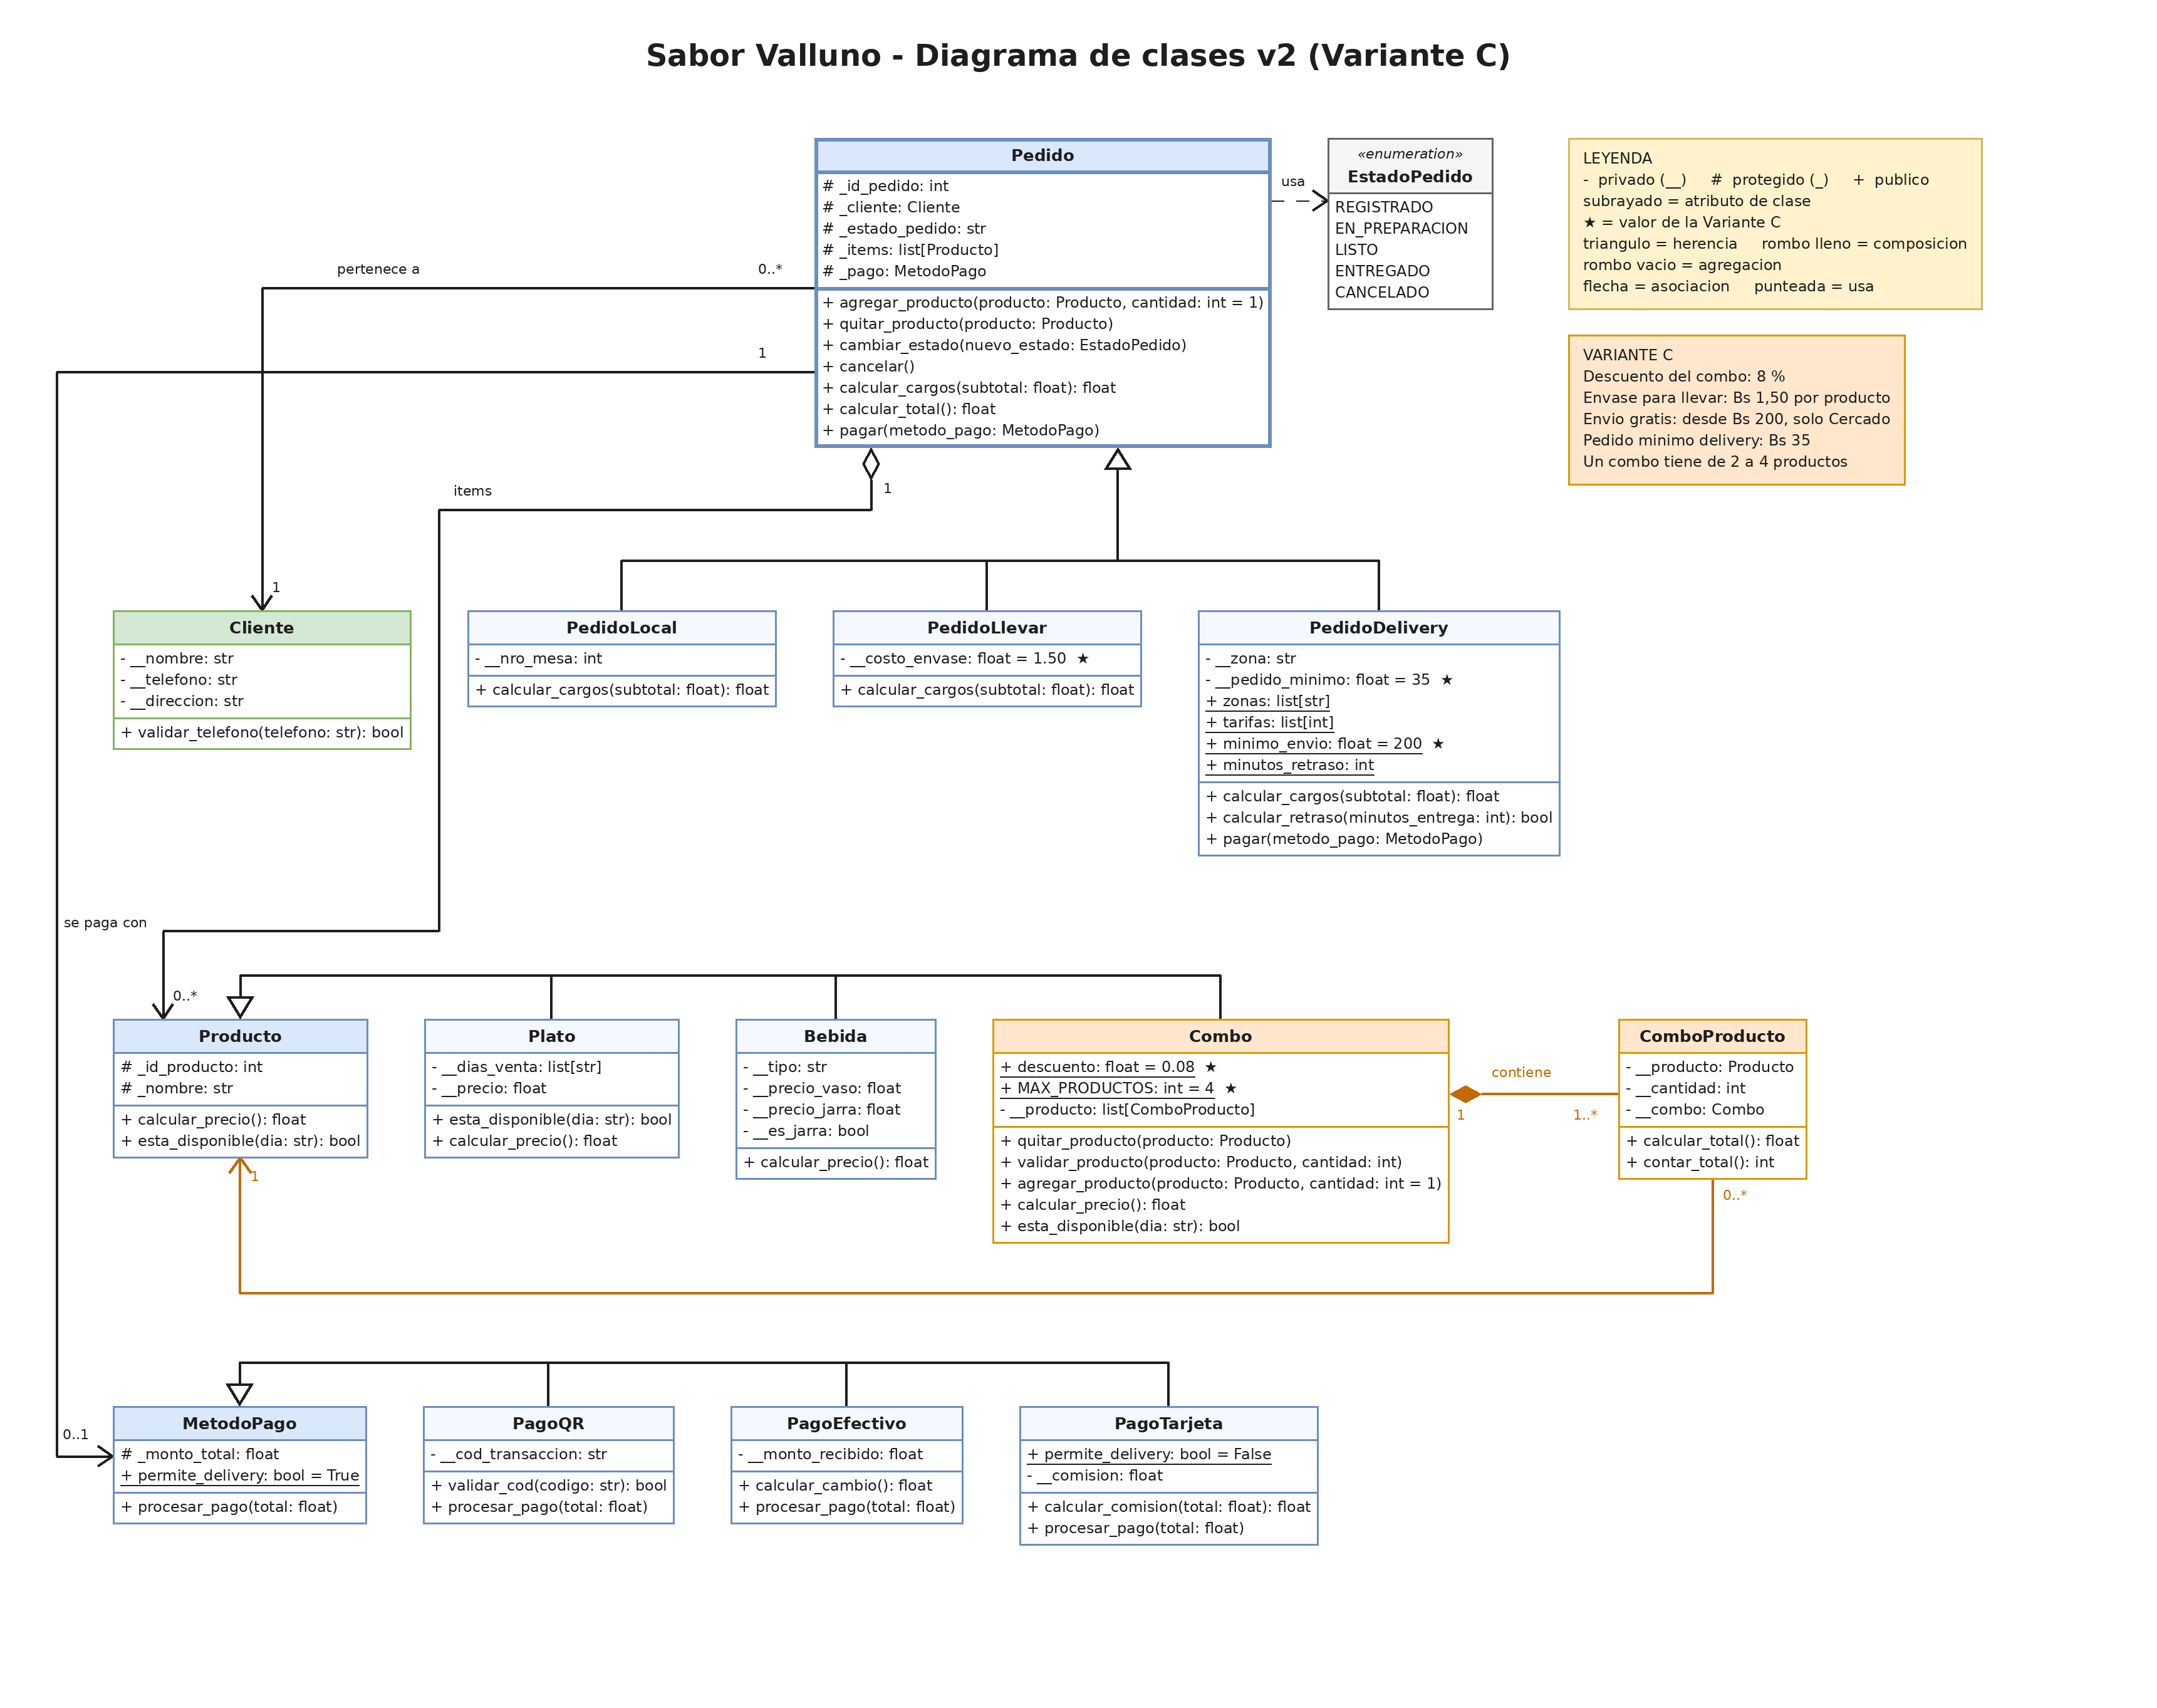 Sabor Valluno - Diagrama de clases v2 (Variante C)
Pedido
# _id_pedido: int
# _cliente: Cliente
# _estado_pedido: str
# _items: list[Producto]
# _pago: MetodoPago
+ agregar_producto(producto: Producto, cantidad: int = 1)
+ quitar_producto(producto: Producto)
+ cambiar_estado(nuevo_estado: EstadoPedido)
+ cancelar()
+ calcular_cargos(subtotal: float): float
+ calcular_total(): float
+ pagar(metodo_pago: MetodoPago)
usa
«enumeration»
EstadoPedido
REGISTRADO
EN_PREPARACION
LISTO
ENTREGADO
CANCELADO
LEYENDA
- privado (__) # protegido (_) + publico
subrayado = atributo de clase
★ = valor de la Variante C
triangulo = herencia rombo lleno = composicion
rombo vacio = agregacion
flecha = asociacion punteada = usa
VARIANTE C
Descuento del combo: 8 %
Envase para llevar: Bs 1,50 por producto
Envio gratis: desde Bs 200, solo Cercado
Pedido minimo delivery: Bs 35
Un combo tiene de 2 a 4 productos
pertenece a
0..*
1
items
1
1
Cliente
- __nombre: str
- __telefono: str
- __direccion: str
+ validar_telefono(telefono: str): bool
PedidoLocal
- __nro_mesa: int
+ calcular_cargos(subtotal: float): float
PedidoLlevar
- __costo_envase: float = 1.50 ★
+ calcular_cargos(subtotal: float): float
PedidoDelivery
- __zona: str
- __pedido_minimo: float = 35 ★
+ zonas: list[str]
+ tarifas: list[int]
+ minimo_envio: float = 200 ★
+ minutos_retraso: int
+ calcular_cargos(subtotal: float): float
+ calcular_retraso(minutos_entrega: int): bool
+ pagar(metodo_pago: MetodoPago)
se paga con
0..*
Producto
# _id_producto: int
# _nombre: str
+ calcular_precio(): float
+ esta_disponible(dia: str): bool
1
Plato
- __dias_venta: list[str]
- __precio: float
+ esta_disponible(dia: str): bool
+ calcular_precio(): float
Bebida
- __tipo: str
- __precio_vaso: float
- __precio_jarra: float
- __es_jarra: bool
+ calcular_precio(): float
Combo
+ descuento: float = 0.08 ★
+ MAX_PRODUCTOS: int = 4 ★
- __producto: list[ComboProducto]
+ quitar_producto(producto: Producto)
+ validar_producto(producto: Producto, cantidad: int)
+ agregar_producto(producto: Producto, cantidad: int = 1)
+ calcular_precio(): float
+ esta_disponible(dia: str): bool
contiene
1
1..*
ComboProducto
- __producto: Producto
- __cantidad: int
- __combo: Combo
+ calcular_total(): float
+ contar_total(): int
0..*
0..1
MetodoPago
# _monto_total: float
+ permite_delivery: bool = True
+ procesar_pago(total: float)
PagoQR
- __cod_transaccion: str
+ validar_cod(codigo: str): bool
+ procesar_pago(total: float)
PagoEfectivo
- __monto_recibido: float
+ calcular_cambio(): float
+ procesar_pago(total: float)
PagoTarjeta
+ permite_delivery: bool = False
- __comision: float
+ calcular_comision(total: float): float
+ procesar_pago(total: float)